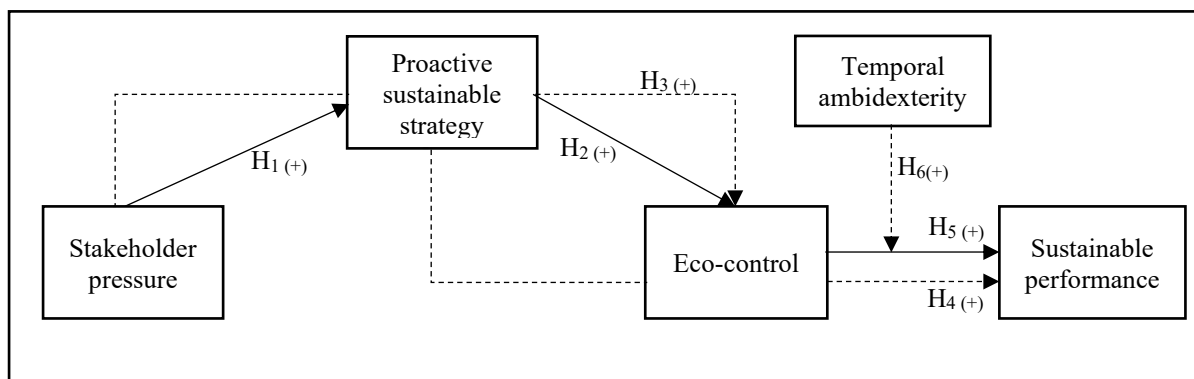 Proactive
sustainable
strategy
Temporal
ambidexterity
H3 (+)
H1 (+)
H2 (+)
H6(+)
Stakeholder
pressure
Eco-control
H5 (+)
Sustainable
performance
H4 (+)